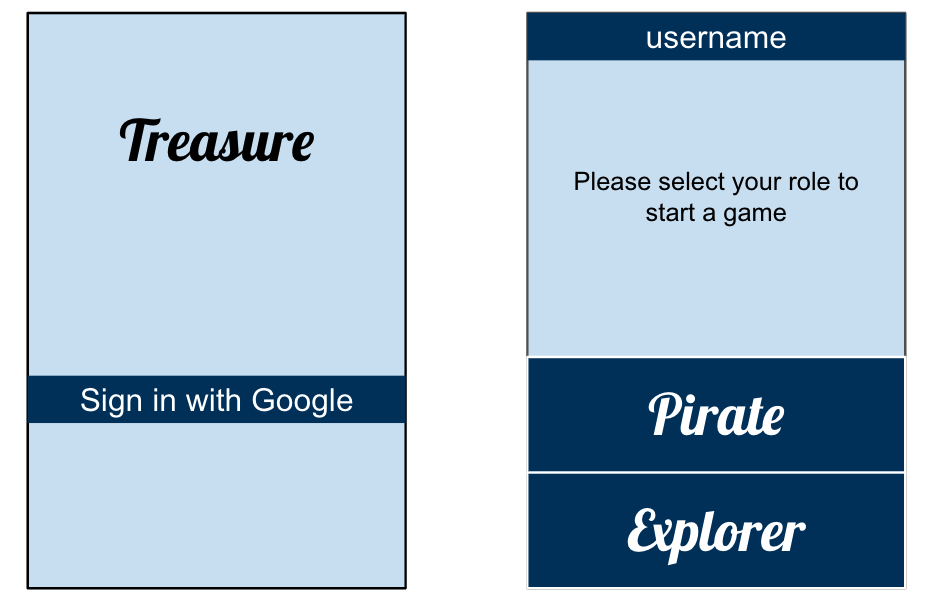 Treasure
Sign in with Google
username
Please select your role to
start a game
Pirate
Explorer